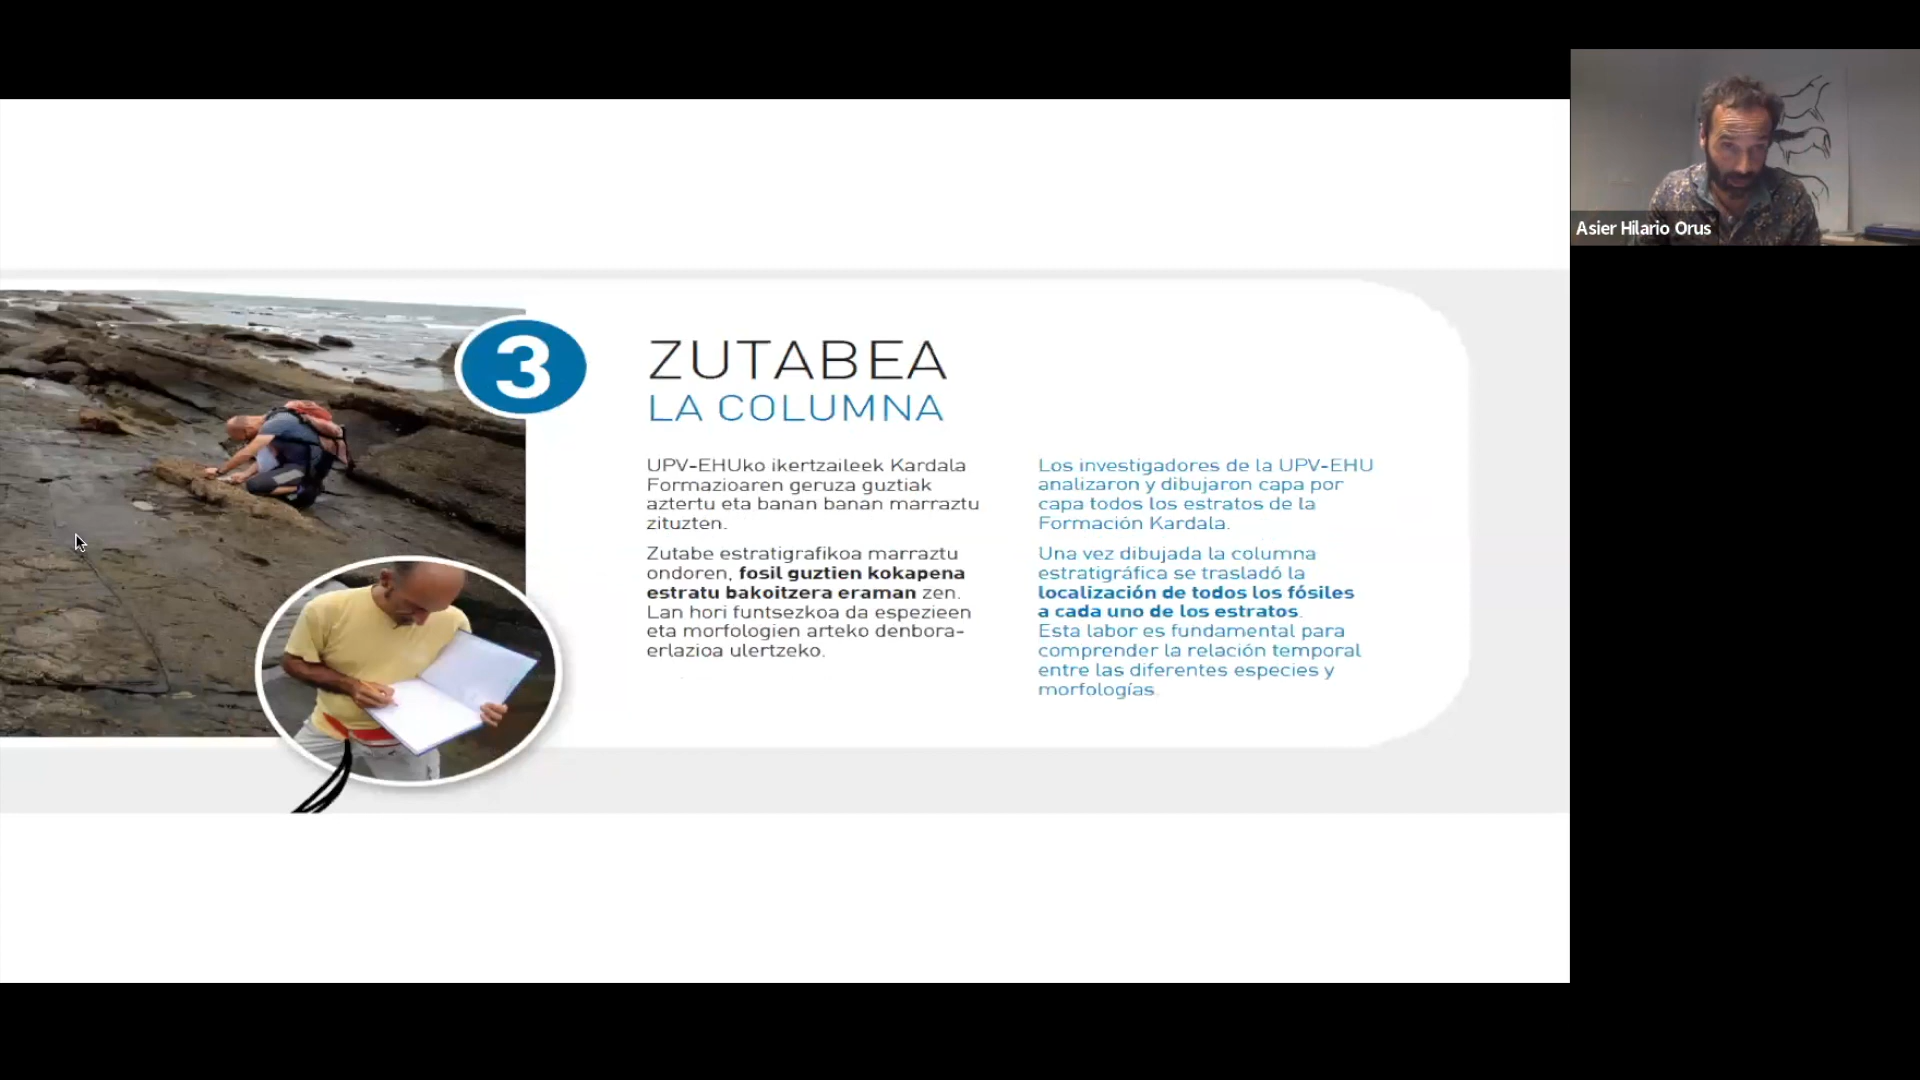 3
ZUTABEA
LA COLUMNA
UPV-EHUko ikertzaileek Kardala
Formazioaren geruza guztiak
aztertu eta banan banan marraztu
zituzten.
Zutabe estratigrafikoa marraztu
ondoren, fosil guztien kokapena
estratu bakoitzera eraman zen.
Lan hori funtsezkoa da espezieen
eta morfologien arteko denbora-
erlazioa ulertzeko.
Los investigadores de la UPV-EHU
analizaron y dibujaron capa por
capa todos los estratos de la
Formación Kardala.
Una vez dibujada la columna
estratigráfica se trasladó la
localización de todos los fósiles
a cada uno de los estratos.
Esta labor es fundamental para
comprender la relación temporal
entre las diferentes especies y
morfologías.
Asier Hilario Orus